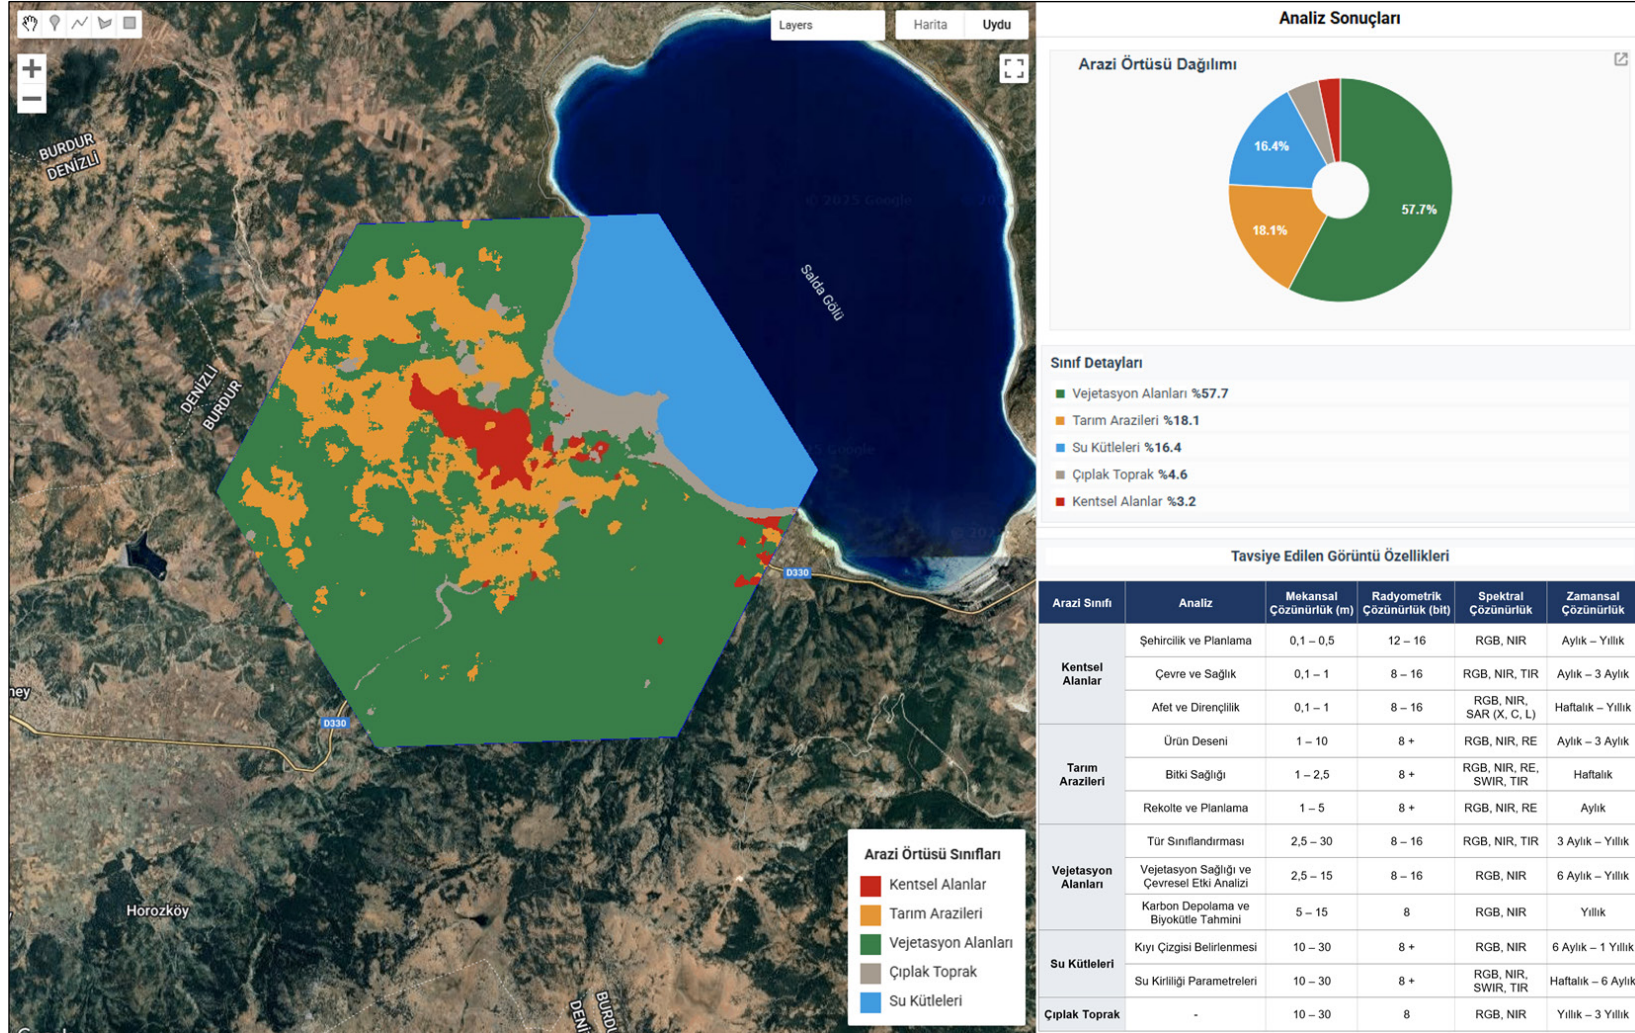 Layers
Harita
Uydu
BURDUR
DENİZLİ
© 2025 Google
Salda Gölü
DENİZLİ
BURDUR
D330
D330
Horozköy
Arazi Örtüsü Sınıfları
Kentsel Alanlar
Tarım Arazileri
Vejetasyon Alanları
Çıplak Toprak
Su Kütleleri
Analiz Sonuçları
Arazi Örtüsü Dağılımı
16.4%
57.7%
18.1%
Sınıf Detayları
Vejetasyon Alanları %57.7
Tarım Arazileri %18.1
Su Kütleleri %16.4
Çıplak Toprak %4.6
Kentsel Alanlar %3.2
Tavsiye Edilen Görüntü Özellikleri
Arazi Sınıfı Analiz Mekansal Çözünürlük (m) Radyometrik Çözünürlük (bit) Spektral Çözünürlük Zamansal Çözünürlük
Kentsel Alanlar
Şehircilik ve Planlama 0,1 – 0,5 12 – 16 RGB, NIR Aylık – Yıllık
Çevre ve Sağlık 0,1 – 1 8 – 16 RGB, NIR, TIR Aylık – 3 Aylık
Afet ve Dirençlilik 0,1 – 1 8 – 16 RGB, NIR, SAR (X, C, L) Haftalık – Yıllık
Tarım Arazileri
Ürün Deseni 1 – 10 8 + RGB, NIR, RE Aylık – 3 Aylık
Bitki Sağlığı 1 – 2,5 8 + RGB, NIR, RE, SWIR, TIR Haftalık
Rekolte ve Planlama 1 – 5 8 + RGB, NIR, RE Aylık
Vejetasyon Alanları
Tür Sınıflandırması 2,5 – 30 8 – 16 RGB, NIR, TIR 3 Aylık – Yıllık
Vejetasyon Sağlığı ve Çevresel Etki Analizi 2,5 – 15 8 – 16 RGB, NIR 6 Aylık – Yıllık
Karbon Depolama ve Biyokütle Tahmini 5 – 15 8 RGB, NIR Yıllık
Su Kütleleri
Kıyı Çizgisi Belirlenmesi 10 – 30 8 + RGB, NIR 6 Aylık – 1 Yıllık
Su Kirliliği Parametreleri 10 – 30 8 + RGB, NIR, SWIR, TIR Haftalık – 6 Aylık
Çıplak Toprak - 10 – 30 8 RGB, NIR Yıllık – 3 Yıllık